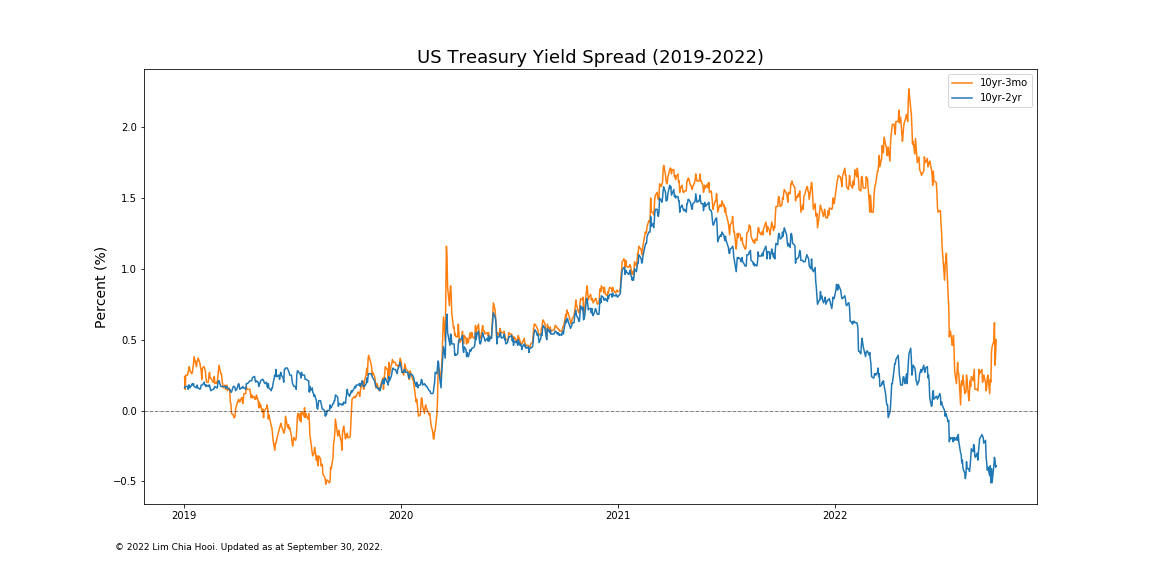 US Treasury Yield Spread (2019-2022)
10yr-3mo
10yr-2yr
Percent (%)
2.0
1.5
1.0
0.5
0.0
−0.5
2019 2020 2021 2022
© 2022 Lim Chia Hooi. Updated as at September 30, 2022.